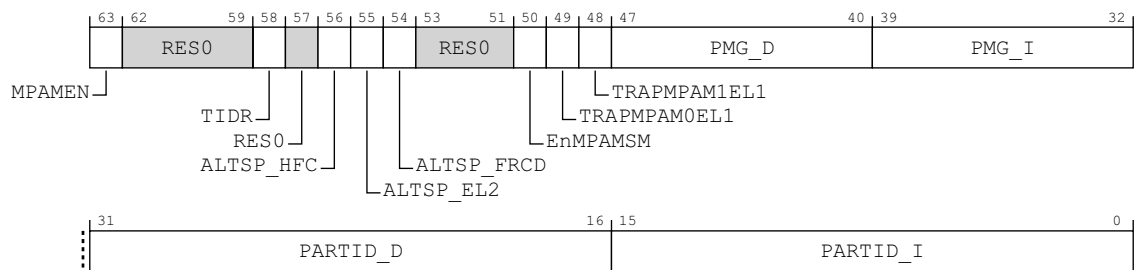 63 62 59 58 57 56 55 54 53 51 50 49 48 47 40 39 32
RES0 RES0 PMG_D PMG_I
MPAMEN TRAPMPAM1EL1
TIDR TRAPMPAM0EL1
RES0 EnMPAMSM
ALTSP_HFC ALTSP_FRCD
ALTSP_EL2
31 16 15 0
PARTID_D PARTID_I